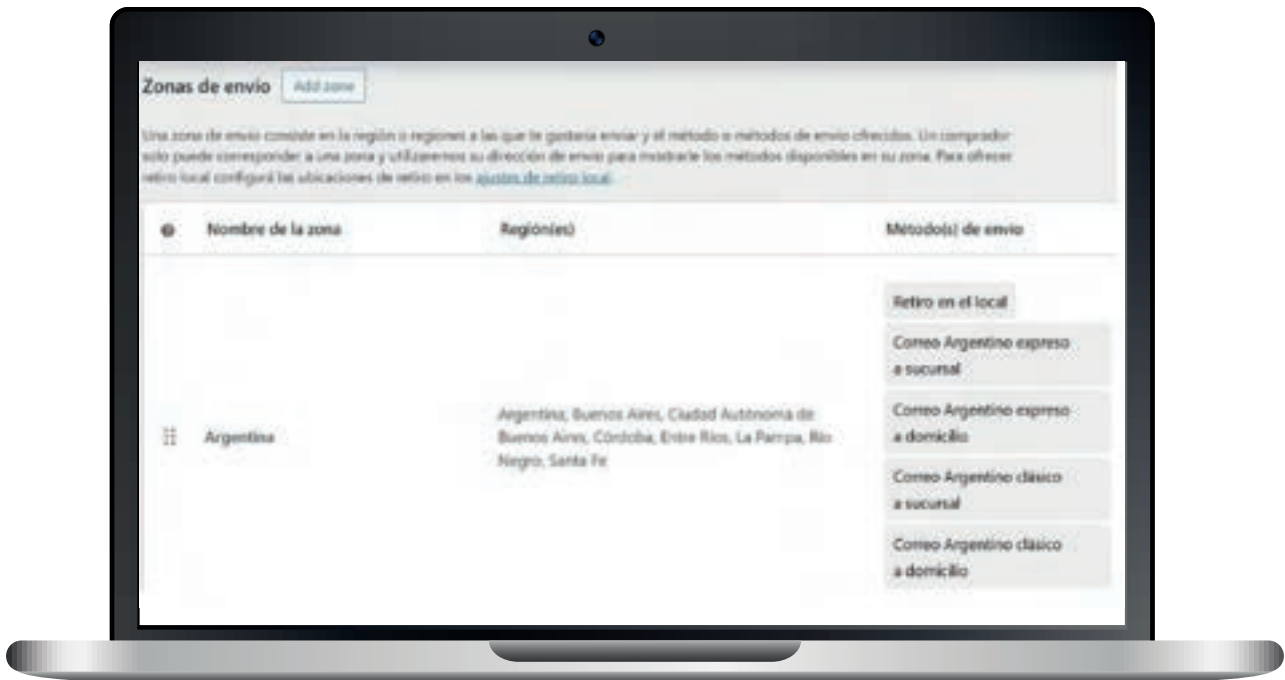 Zonas de envío Add zone
Una zona de envío consiste en la región o regiones a las que te gustaría enviar y el método o métodos de envío ofrecidos. Un comprador
solo puede corresponder a una zona y utilizaremos su dirección de envío para mostrarle los métodos disponibles en su zona. Para ofrecer
retiro local configurá las ubicaciones de retiro en los ajustes de retiro local.
Nombre de la zona Región(es) Método(s) de envío
Retiro en el local
Correo Argentino expreso
a sucursal
Correo Argentino expreso
a domicilio
Argentina
Argentina, Buenos Aires, Ciudad Autónoma de
Buenos Aires, Córdoba, Entre Ríos, La Pampa, Río
Negro, Santa Fe
Correo Argentino clásico
a sucursal
Correo Argentino clásico
a domicilio